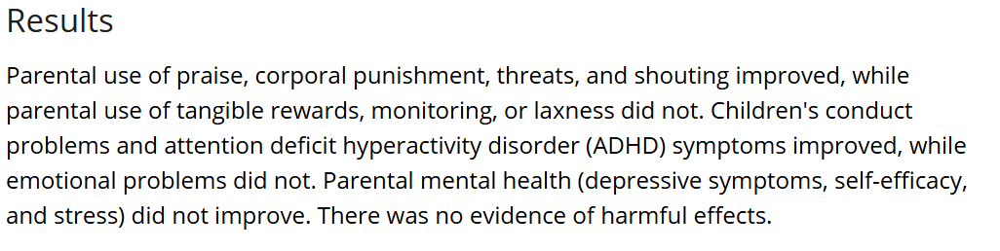 Results
Parental use of praise, corporal punishment, threats, and shouting improved, while
parental use of tangible rewards, monitoring, or laxness did not. Children's conduct
problems and attention deficit hyperactivity disorder (ADHD) symptoms improved, while
emotional problems did not. Parental mental health (depressive symptoms, self-efficacy,
and stress) did not improve. There was no evidence of harmful effects.